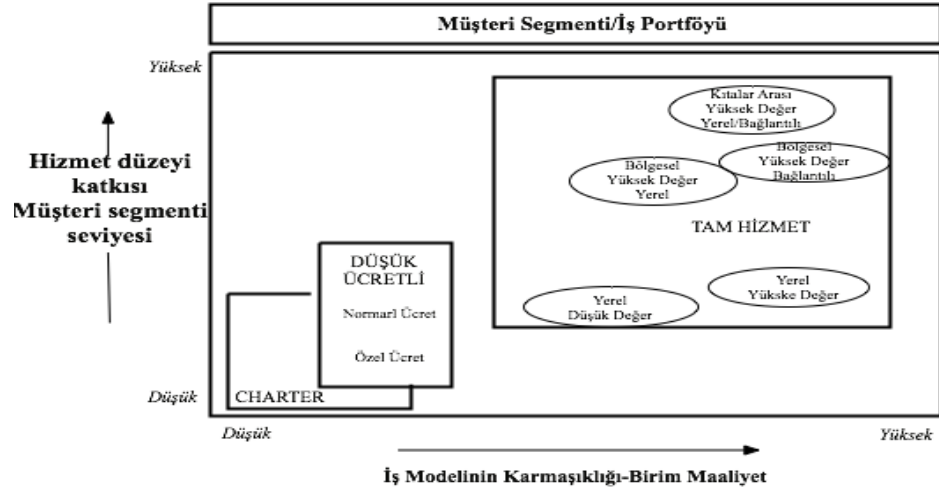 Müşteri Segmenti/İş Portföyü
Yüksek
Hizmet düzeyi
katkısı
Müşteri segmenti
seviyesi
Düşük
Kıtalar Arası
Yüksek Değer
Yerel/Bağlantılı
Bölgesel
Yüksek Değer
Bağlantılı
Bölgesel
Yüksek Değer
Yerel
TAM HİZMET
Yerel
Yükske Değer
Yerel
Düşük Değer
DÜŞÜK
ÜCRETLİ
Normarl Ücret
Özel Ücret
CHARTER
Düşük
Yüksek
İş Modelinin Karmaşıklığı-Birim Maaliyet